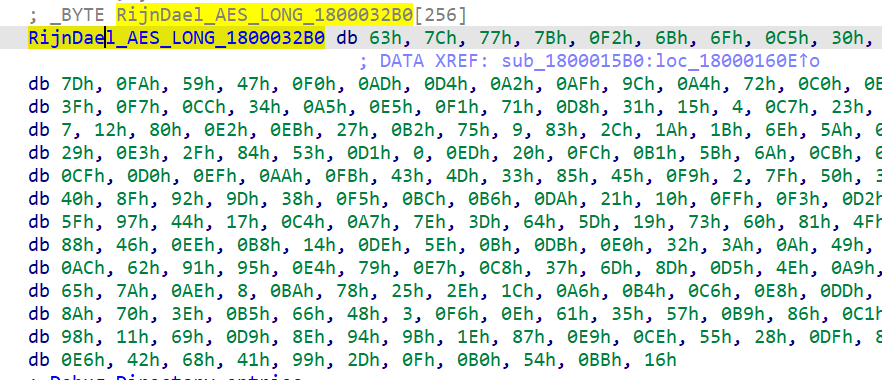 ; _BYTE RijnDael_AES_LONG_1800032B0[256]
RijnDael_AES_LONG_1800032B0 db 63h, 7Ch, 77h, 7Bh, 0F2h, 6Bh, 6Fh, 0C5h, 30h,
; DATA XREF: sub_1800015B0:loc_18000160E↑o
db 7Dh, 0FAh, 59h, 47h, 0F0h, 0ADh, 0D4h, 0A2h, 0AFh, 9Ch, 0A4h, 72h, 0C0h,
db 3Fh, 0F7h, 0CCh, 34h, 0A5h, 0E5h, 0F1h, 71h, 0D8h, 31h, 15h, 4, 0C7h, 23h,
db 7, 12h, 80h, 0E2h, 0EBh, 27h, 0B2h, 75h, 9, 83h, 2Ch, 1Ah, 1Bh, 6Eh, 5Ah,
db 29h, 0E3h, 2Fh, 84h, 53h, 0D1h, 0, 0EDh, 20h, 0FCh, 0B1h, 5Bh, 6Ah, 0CBh,
db 0CFh, 0D0h, 0EFh, 0AAh, 0FBh, 43h, 4Dh, 33h, 85h, 45h, 0F9h, 2, 7Fh, 50h,
db 40h, 8Fh, 92h, 9Dh, 38h, 0F5h, 0BCh, 0B6h, 0DAh, 21h, 10h, 0FFh, 0F3h, 0D2h
db 5Fh, 97h, 44h, 17h, 0C4h, 0A7h, 7Eh, 3Dh, 64h, 5Dh, 19h, 73h, 60h, 81h, 4Fh
db 88h, 46h, 0EEh, 0B8h, 14h, 0DEh, 5Eh, 0Bh, 0DBh, 0E0h, 32h, 3Ah, 0Ah, 49h,
db 0ACh, 62h, 91h, 95h, 0E4h, 79h, 0E7h, 0C8h, 37h, 6Dh, 8Dh, 0D5h, 4Eh, 0A9h,
db 65h, 7Ah, 0AEh, 8, 0BAh, 78h, 25h, 2Eh, 1Ch, 0A6h, 0B4h, 0C6h, 0E8h, 0DDh,
db 8Ah, 70h, 3Eh, 0B5h, 66h, 48h, 3, 0F6h, 0Eh, 61h, 35h, 57h, 0B9h, 86h, 0C1h
db 98h, 11h, 69h, 0D9h, 8Eh, 94h, 9Bh, 1Eh, 87h, 0E9h, 0CEh, 55h, 28h, 0DFh,
db 0E6h, 42h, 68h, 41h, 99h, 2Dh, 0Fh, 0B0h, 54h, 0BBh, 16h